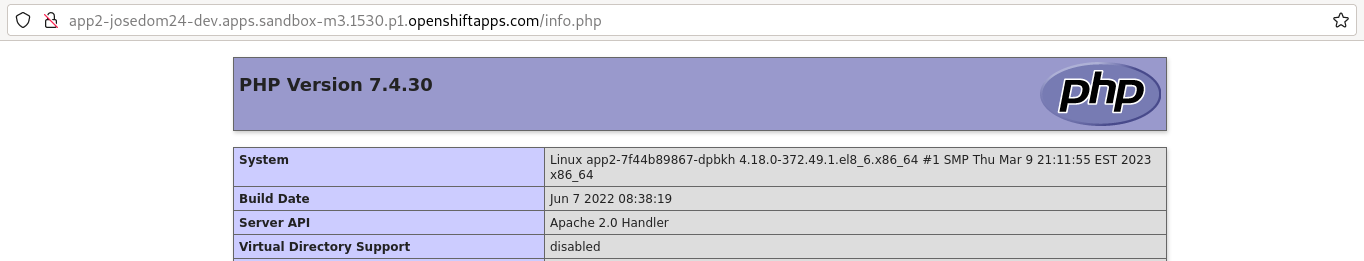 app2-josedom24-dev.apps.sandbox-m3.1530.p1.openshiftapps.com/info.php
PHP Version 7.4.30
php
System
Linux app2-7f44b89867-dpbkh 4.18.0-372.49.1.el8_6.x86_64 #1 SMP Thu Mar 9 21:11:55 EST 2023
x86_64
Build Date
Jun 7 2022 08:38:19
Server API
Apache 2.0 Handler
Virtual Directory Support
disabled